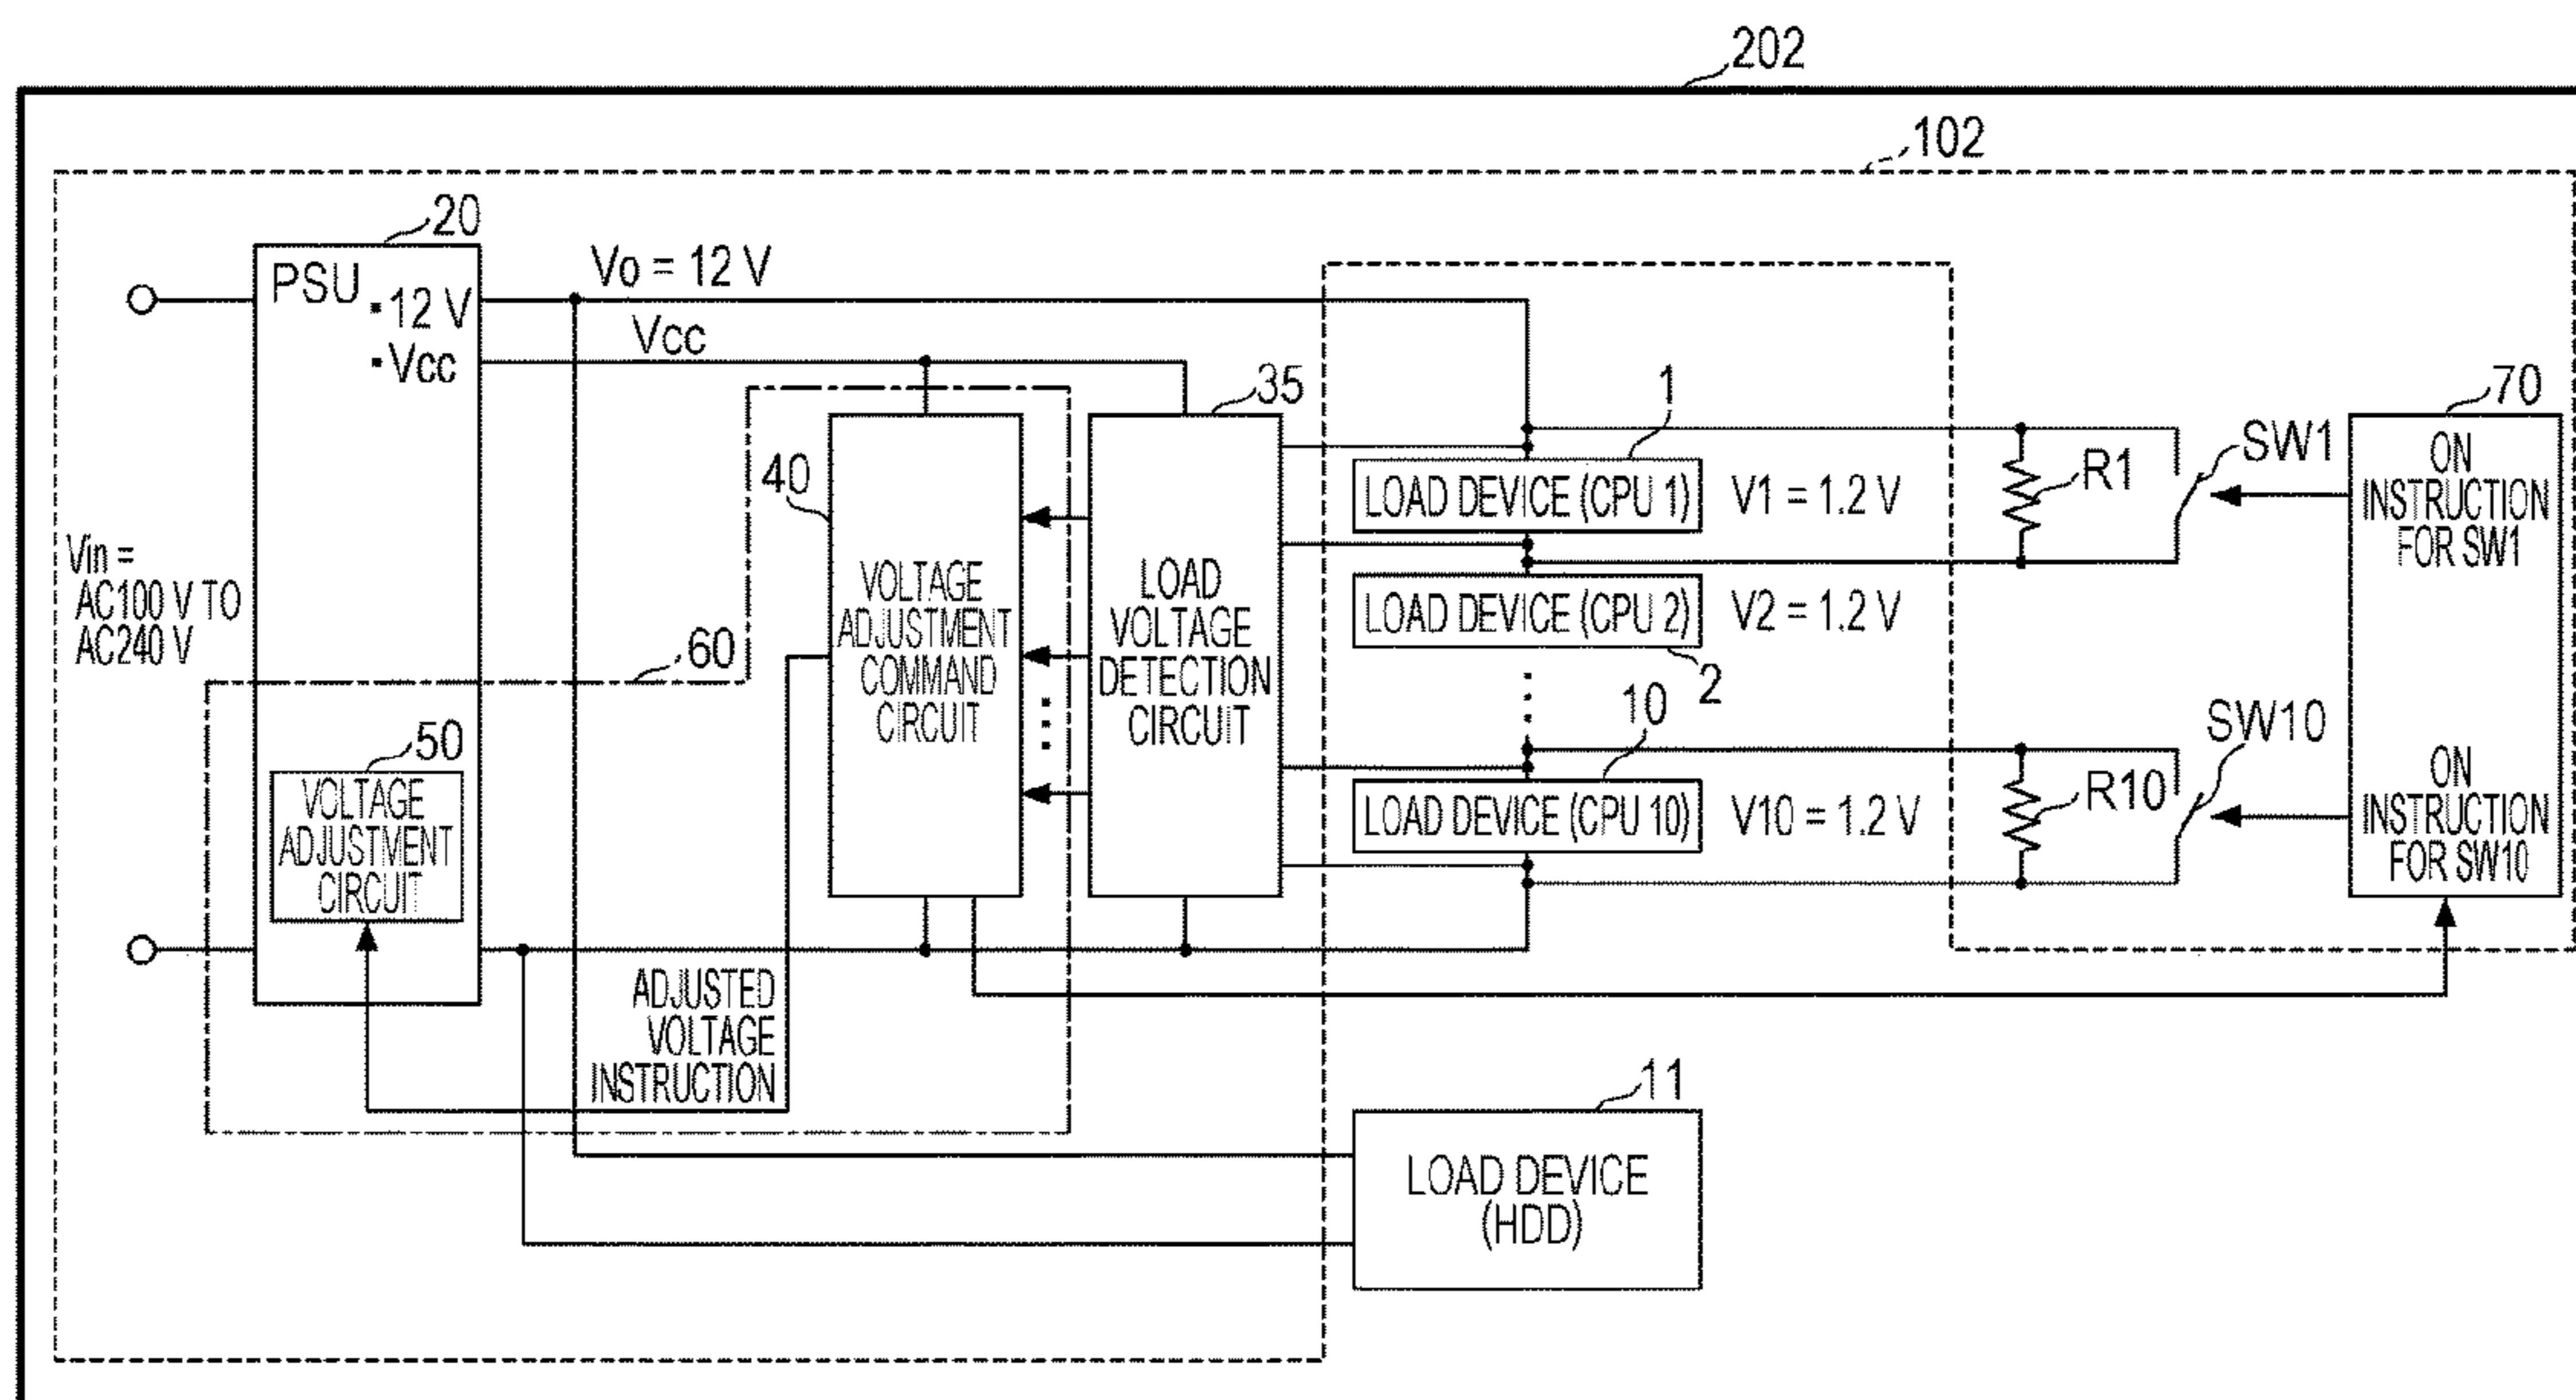 202
102
20
PSU
· 12 V
· Vcc
Vo = 12 V
Vcc
Vin =
AC100 V TO
AC240 V
60
50
VOLTAGE
ADJUSTMENT
CIRCUIT
40
VOLTAGE
ADJUSTMENT
COMMAND
CIRCUIT
ADJUSTED
VOLTAGE
INSTRUCTION
35
LOAD
VOLTAGE
DETECTION
CIRCUIT
1
LOAD DEVICE (CPU 1)
V1 = 1.2 V
LOAD DEVICE (CPU 2)
V2 = 1.2 V
2
10
LOAD DEVICE (CPU 10)
V10 = 1.2 V
R1
SW1
SW10
R10
70
ON
INSTRUCTION
FOR SW1
ON
INSTRUCTION
FOR SW10
11
LOAD DEVICE
(HDD)